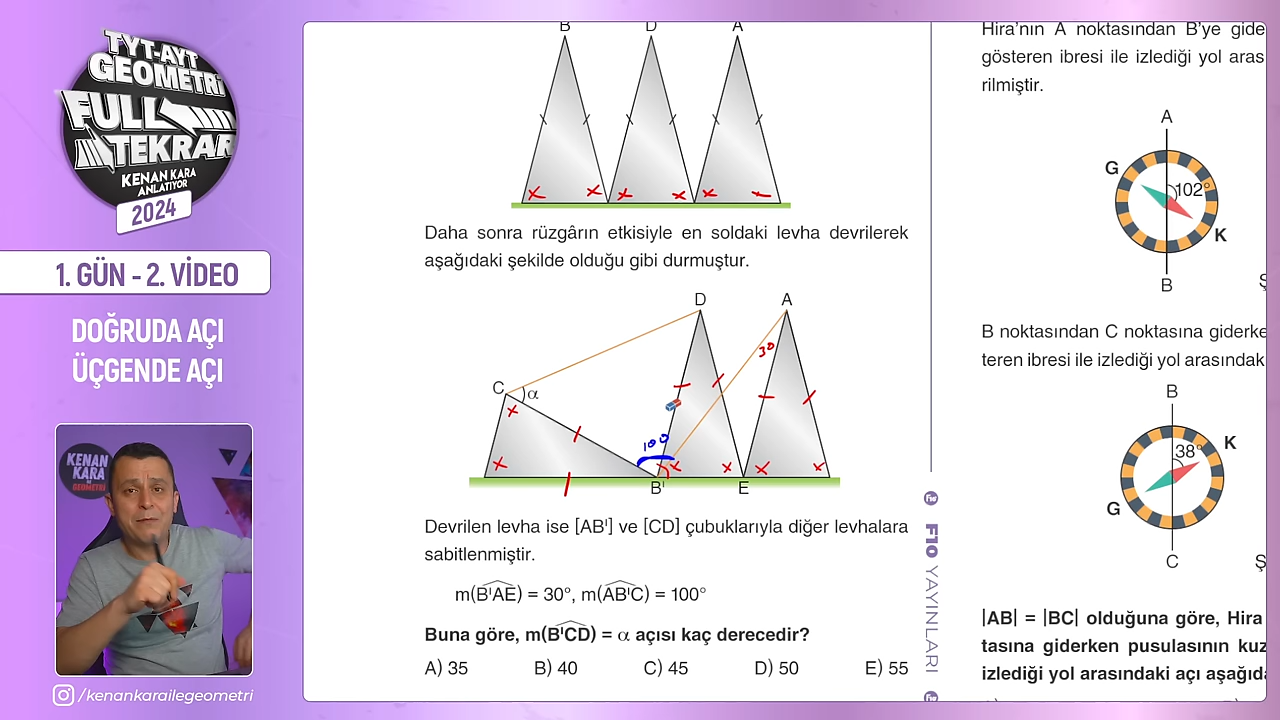 TYT-AYT
GEOMETRİ
FULL
TEKRAR
KENAN KARA
ANLATIYOR
2024
1. GÜN - 2. VİDEO
DOĞRUDA AÇI
ÜÇGENDE AÇI
KENAN
KARA
GEOMETRİ
/kenankarailegeometri
B D A
x x x x x
Daha sonra rüzgârın etkisiyle en soldaki levha devrilerek
aşağıdaki şekilde olduğu gibi durmuştur.
D A
30
C α
x
100
x x x x x
B' E
Devrilen levha ise [AB'] ve [CD] çubuklarıyla diğer levhalara
sabitlenmiştir.
m(B'AE) = 30°, m(AB'C) = 100°
Buna göre, m(B'CD) = α açısı kaç derecedir?
A) 35 B) 40 C) 45 D) 50 E) 55
F10 YAYINLARI
Hira'nın A noktasından B'ye gide
gösteren ibresi ile izlediği yol aras
rilmiştir.
A
G
102°
K
B
Ş
B noktasından C noktasına giderke
teren ibresi ile izlediği yol arasındak
B
K
38°
G
C
Ş
|AB| = |BC| olduğuna göre, Hira
tasına giderken pusulasının kuz
izlediği yol arasındaki açı aşağıda